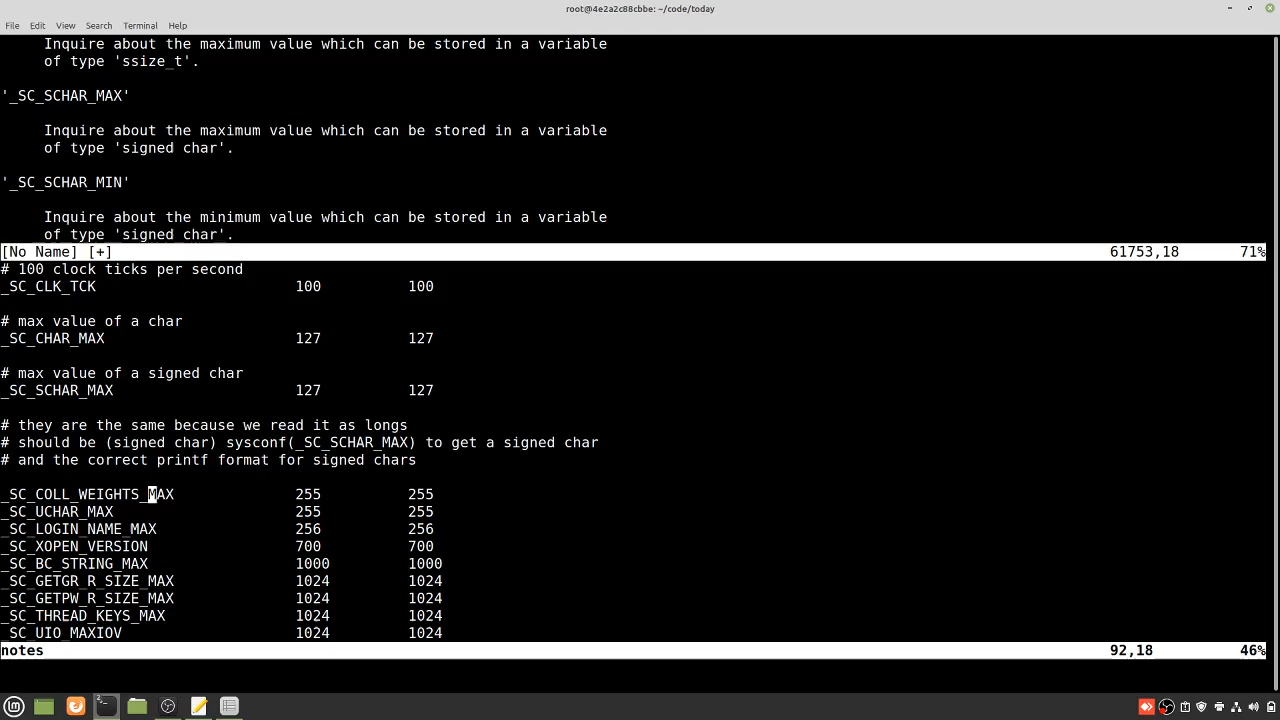 root@4e2a2c88cbbe: ~/code/today
File Edit View Search Terminal Help
Inquire about the maximum value which can be stored in a variable
of type 'ssize_t'.
'_SC_SCHAR_MAX'
Inquire about the maximum value which can be stored in a variable
of type 'signed char'.
'_SC_SCHAR_MIN'
Inquire about the minimum value which can be stored in a variable
of type 'signed char'.
[No Name] [+] 61753,18 71%
# 100 clock ticks per second
_SC_CLK_TCK 100 100
# max value of a char
_SC_CHAR_MAX 127 127
# max value of a signed char
_SC_SCHAR_MAX 127 127
# they are the same because we read it as longs
# should be (signed char) sysconf(_SC_SCHAR_MAX) to get a signed char
# and the correct printf format for signed chars
_SC_COLL_WEIGHTS_MAX 255 255
_SC_UCHAR_MAX 255 255
_SC_LOGIN_NAME_MAX 256 256
_SC_XOPEN_VERSION 700 700
_SC_BC_STRING_MAX 1000 1000
_SC_GETGR_R_SIZE_MAX 1024 1024
_SC_GETPW_R_SIZE_MAX 1024 1024
_SC_THREAD_KEYS_MAX 1024 1024
_SC_UIO_MAXIOV 1024 1024
notes 92,18 46%